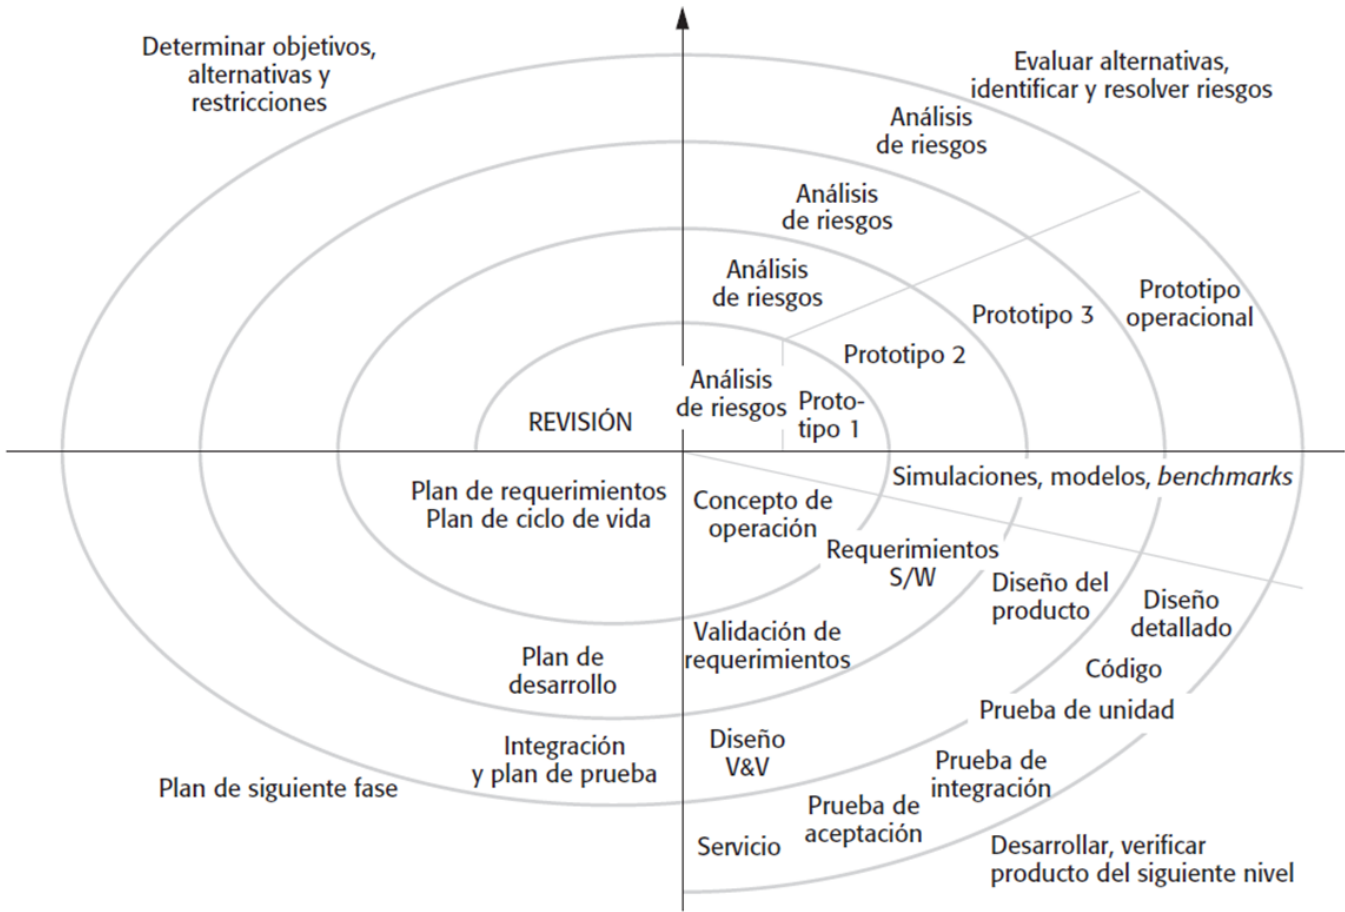 Determinar objetivos,
alternativas y
restricciones
Evaluar alternativas,
identificar y resolver riesgos
Análisis
de riesgos
Análisis
de riesgos
Análisis
de riesgos
Prototipo
operacional
Prototipo 3
Prototipo 2
Análisis
de riesgos
Proto-
tipo 1
REVISIÓN
Simulaciones, modelos, benchmarks
Plan de requerimientos
Plan de ciclo de vida
Concepto de
operación
Requerimientos
S/W
Diseño del
producto
Diseño
detallado
Validación de
requerimientos
Plan de
desarrollo
Código
Prueba de unidad
Diseño
V&V
Integración
y plan de prueba
Prueba de
integración
Plan de siguiente fase
Prueba de
aceptación
Servicio
Desarrollar, verificar
producto del siguiente nivel